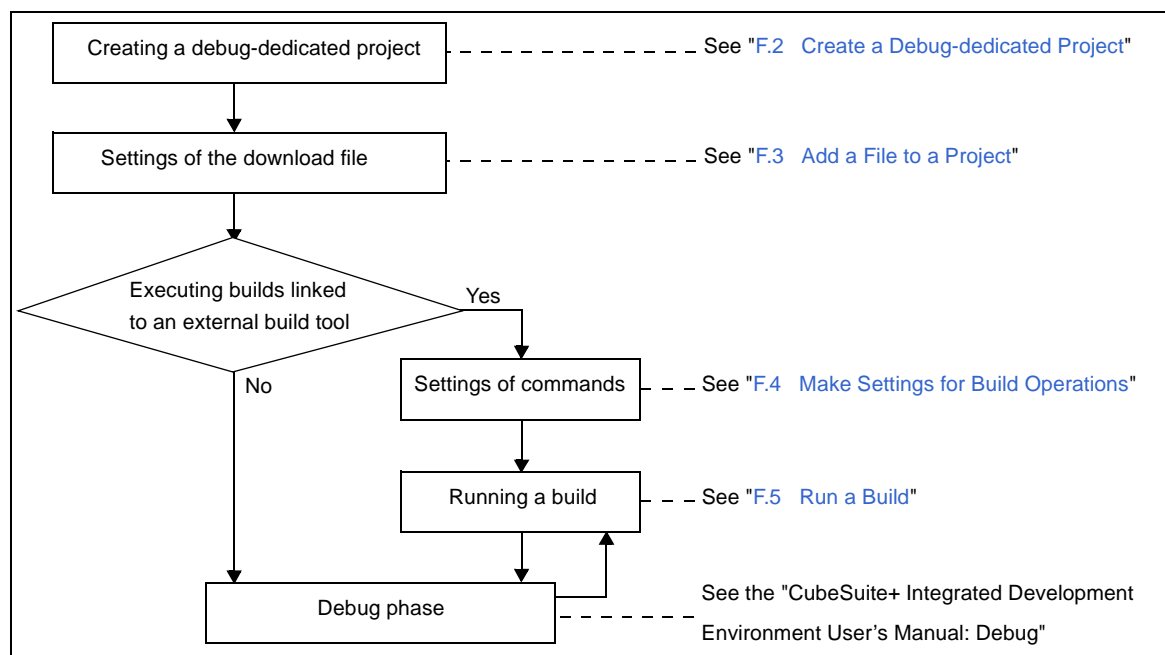 Creating a debug-dedicated project
See "F.2 Create a Debug-dedicated Project"
Settings of the download file
See "F.3 Add a File to a Project"
Executing builds linked
to an external build tool
Yes
No
Settings of commands
See "F.4 Make Settings for Build Operations"
Running a build
See "F.5 Run a Build"
Debug phase
See the "CubeSuite+ Integrated Development
Environment User's Manual: Debug"